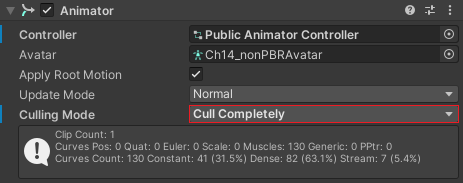 Animator
Controller Public Animator Controller
Avatar Ch14_nonPBRAvatar
Apply Root Motion
Update Mode Normal
Culling Mode Cull Completely
Clip Count: 1
Curves Pos: 0 Quat: 0 Euler: 0 Scale: 0 Muscles: 130 Generic: 0 PPtr: 0
Curves Count: 130 Constant: 41 (31.5%) Dense: 82 (63.1%) Stream: 7 (5.4%)